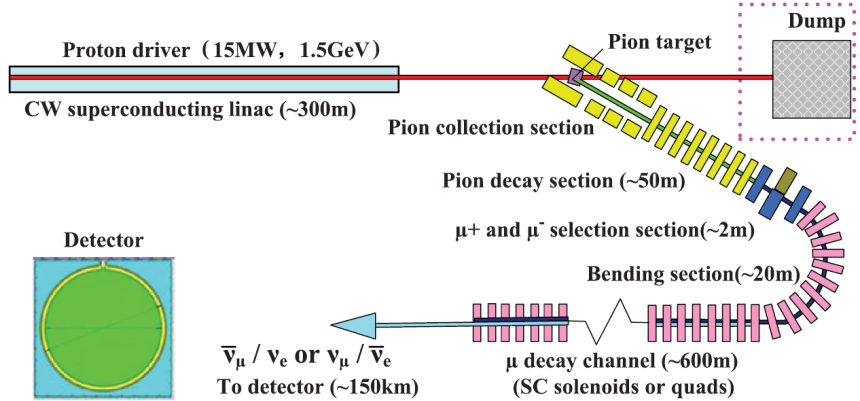 Dump
Proton driver（15MW，1.5GeV）
Pion target
CW superconducting linac (~300m)
Pion collection section
Pion decay section (~50m)
μ+ and μ⁻ selection section(~2m)
Detector
Bending section(~20m)
ν̅μ / νe or νμ / ν̅e
To detector (~150km)
μ decay channel (~600m)
(SC solenoids or quads)